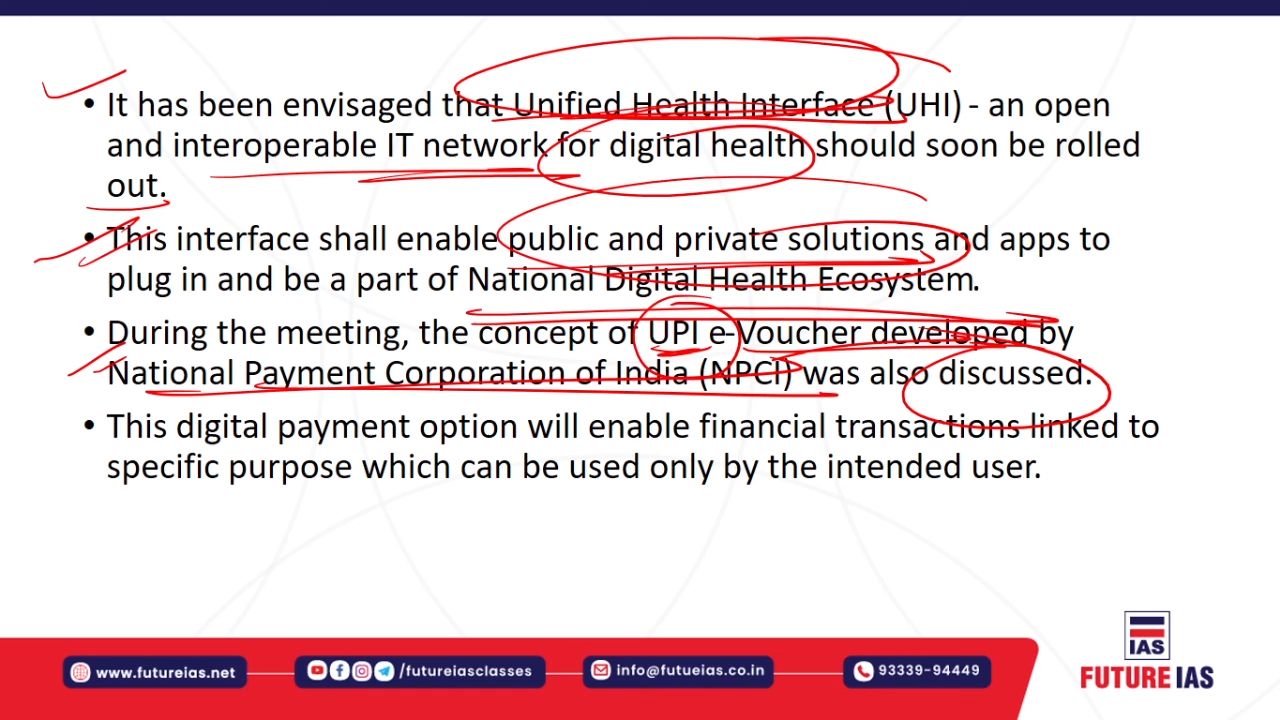 • It has been envisaged that Unified Health Interface (UHI) - an open
and interoperable IT network for digital health should soon be rolled
out.
• This interface shall enable public and private solutions and apps to
plug in and be a part of National Digital Health Ecosystem.
• During the meeting, the concept of UPI e-Voucher developed by
National Payment Corporation of India (NPCI) was also discussed.
• This digital payment option will enable financial transactions linked to
specific purpose which can be used only by the intended user.
IAS
FUTURE IAS
www.futureias.net
/futureiasclasses
info@futueias.co.in
93339-94449